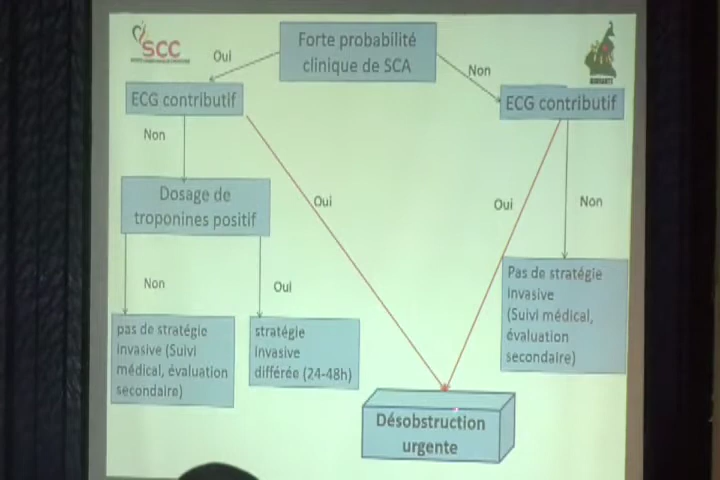 SCC
Forte probabilité
clinique de SCA
Oui
Non
ECG contributif
ECG contributif
Non
Oui
Oui
Non
Dosage de
troponines positif
Non
Oui
pas de stratégie
invasive (Suivi
médical, évaluation
secondaire)
stratégie
invasive
différée (24-48h)
Pas de stratégie
invasive
(Suivi médical,
évaluation
secondaire)
Désobstruction
urgente